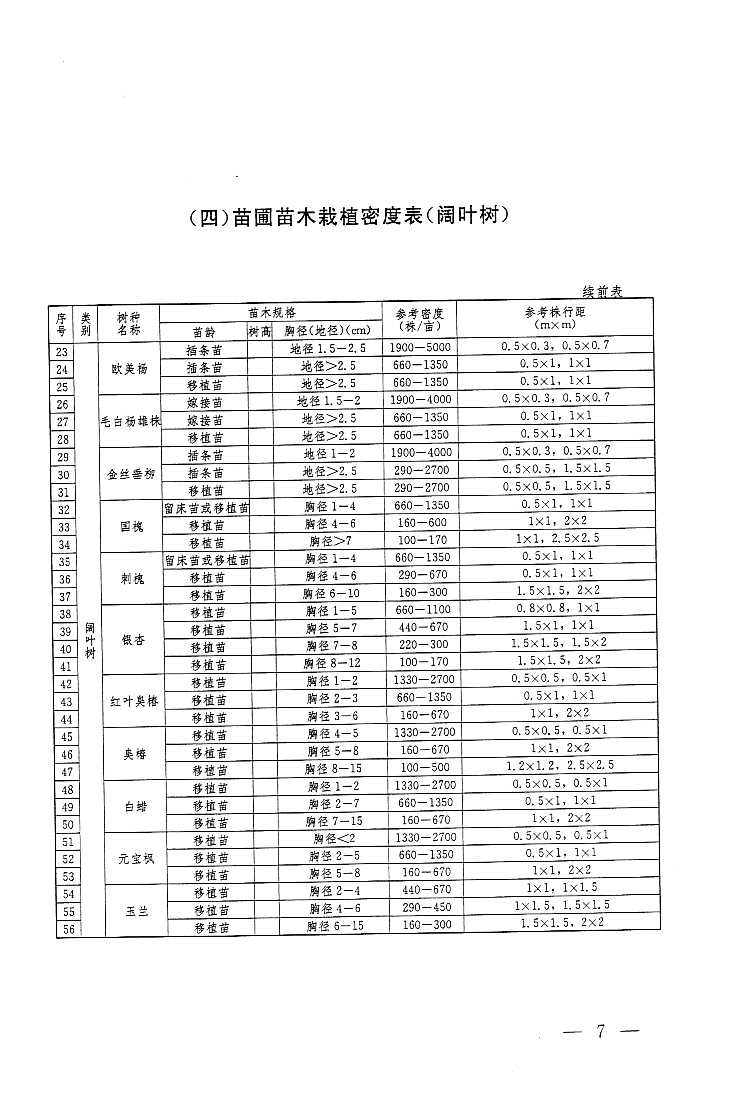 (四)苗圃苗木栽植密度表(阔叶树)
续前表
序号 类别 树种名称 苗木规格 参考密度(株/亩) 参考株行距(m×m)
苗龄 树高 胸径(地径)(cm)
阔叶树
23 欧美杨 插条苗 地径1.5—2.5 1900—5000 0.5×0.3，0.5×0.7
24 插条苗 地径>2.5 660—1350 0.5×1，1×1
25 移植苗 地径>2.5 660—1350 0.5×1，1×1
26 毛白杨雄株 嫁接苗 地径1.5—2 1900—4000 0.5×0.3，0.5×0.7
27 嫁接苗 地径>2.5 660—1350 0.5×1，1×1
28 移植苗 地径>2.5 660—1350 0.5×1，1×1
29 金丝垂柳 插条苗 地径1—2 1900—4000 0.5×0.3，0.5×0.7
30 插条苗 地径>2.5 290—2700 0.5×0.5，1.5×1.5
31 移植苗 地径>2.5 290—2700 0.5×0.5，1.5×1.5
32 国槐 留床苗或移植苗 胸径1—4 660—1350 0.5×1，1×1
33 移植苗 胸径4—6 160—600 1×1，2×2
34 移植苗 胸径>7 100—170 1×1，2.5×2.5
35 刺槐 留床苗或移植苗 胸径1—4 660—1350 0.5×1，1×1
36 移植苗 胸径4—6 290—670 0.5×1，1×1
37 移植苗 胸径6—10 160—300 1.5×1.5，2×2
38 银杏 移植苗 胸径1—5 660—1100 0.8×0.8，1×1
39 移植苗 胸径5—7 440—670 1.5×1，1×1
40 移植苗 胸径7—8 220—300 1.5×1.5，1.5×2
41 移植苗 胸径8—12 100—170 1.5×1.5，2×2
42 红叶臭椿 移植苗 胸径1—2 1330—2700 0.5×0.5，0.5×1
43 移植苗 胸径2—3 660—1350 0.5×1，1×1
44 移植苗 胸径3—6 160—670 1×1，2×2
45 臭椿 移植苗 胸径4—5 1330—2700 0.5×0.5，0.5×1
46 移植苗 胸径5—8 160—670 1×1，2×2
47 移植苗 胸径8—15 100—500 1.2×1.2，2.5×2.5
48 白蜡 移植苗 胸径1—2 1330—2700 0.5×0.5，0.5×1
49 移植苗 胸径2—7 660—1350 0.5×1，1×1
50 移植苗 胸径7—15 160—670 1×1，2×2
51 元宝枫 移植苗 胸径<2 1330—2700 0.5×0.5，0.5×1
52 移植苗 胸径2—5 660—1350 0.5×1，1×1
53 移植苗 胸径5—8 160—670 1×1，2×2
54 玉兰 移植苗 胸径2—4 440—670 1×1，1×1.5
55 移植苗 胸径4—6 290—450 1×1.5，1.5×1.5
56 移植苗 胸径6—15 160—300 1.5×1.5，2×2
— 7 —